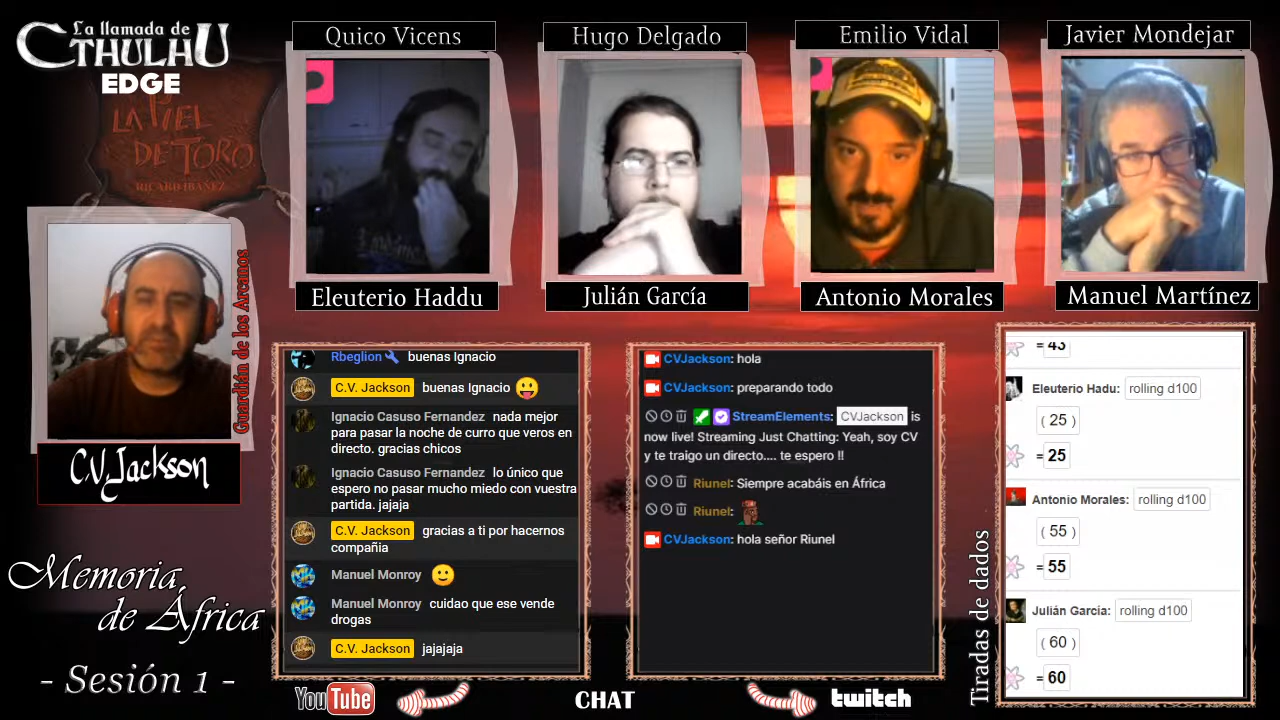 La llamada de
CTHULHU
EDGE
LA PIEL
DE TORO
RICARD IBÁÑEZ
Quico Vicens
Hugo Delgado
Emilio Vidal
Javier Mondejar
Eleuterio Haddu
Julián García
Antonio Morales
Manuel Martínez
Guardián de los Arcanos
C.V. Jackson
Memoria
de África
- Sesión 1 -
Rbeglion buenas Ignacio
C.V. Jackson buenas Ignacio
Ignacio Casuso Fernandez nada mejor
para pasar la noche de curro que veros en
directo. gracias chicos
Ignacio Casuso Fernandez lo único que
espero no pasar mucho miedo con vuestra
partida. jajaja
C.V. Jackson gracias a ti por hacernos
compañia
Manuel Monroy
Manuel Monroy cuidao que ese vende
drogas
C.V. Jackson jajajaja
CVJackson: hola
CVJackson: preparando todo
StreamElements: CVJackson is
now live! Streaming Just Chatting: Yeah, soy CV
y te traigo un directo.... te espero !!
Riunel: Siempre acabáis en África
Riunel:
CVJackson: hola señor Riunel
Tiradas de dados
=43
Eleuterio Hadu: rolling d100
(25)
=25
Antonio Morales: rolling d100
(55)
=55
Julián García: rolling d100
(60)
=60
YouTube
CHAT
twitch